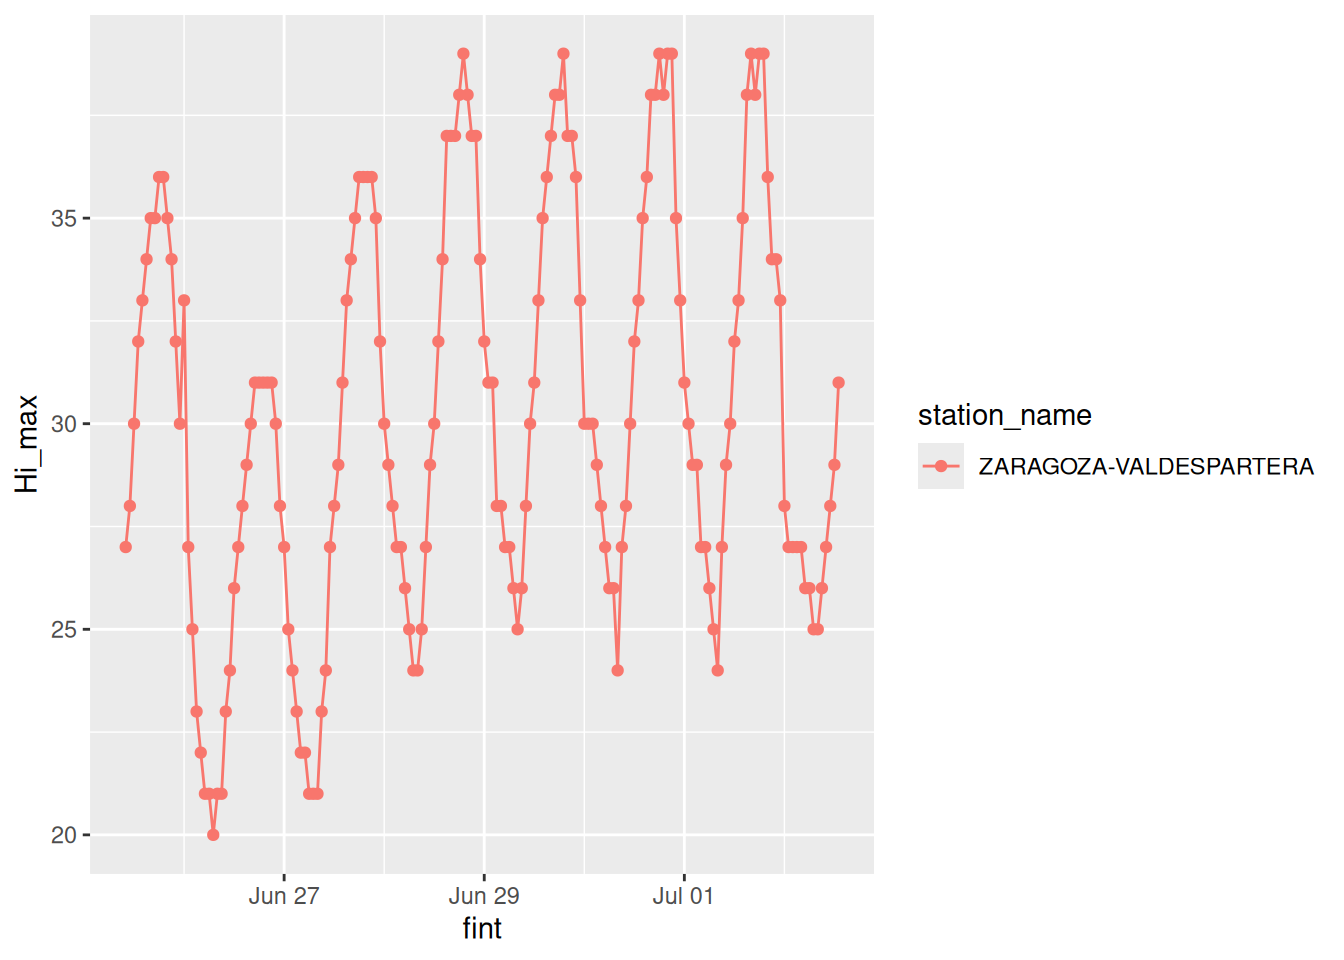 Hi_max
35
30
25
20
Jun 27
Jun 29
Jul 01
fint
station_name
ZARAGOZA-VALDESPARTERA